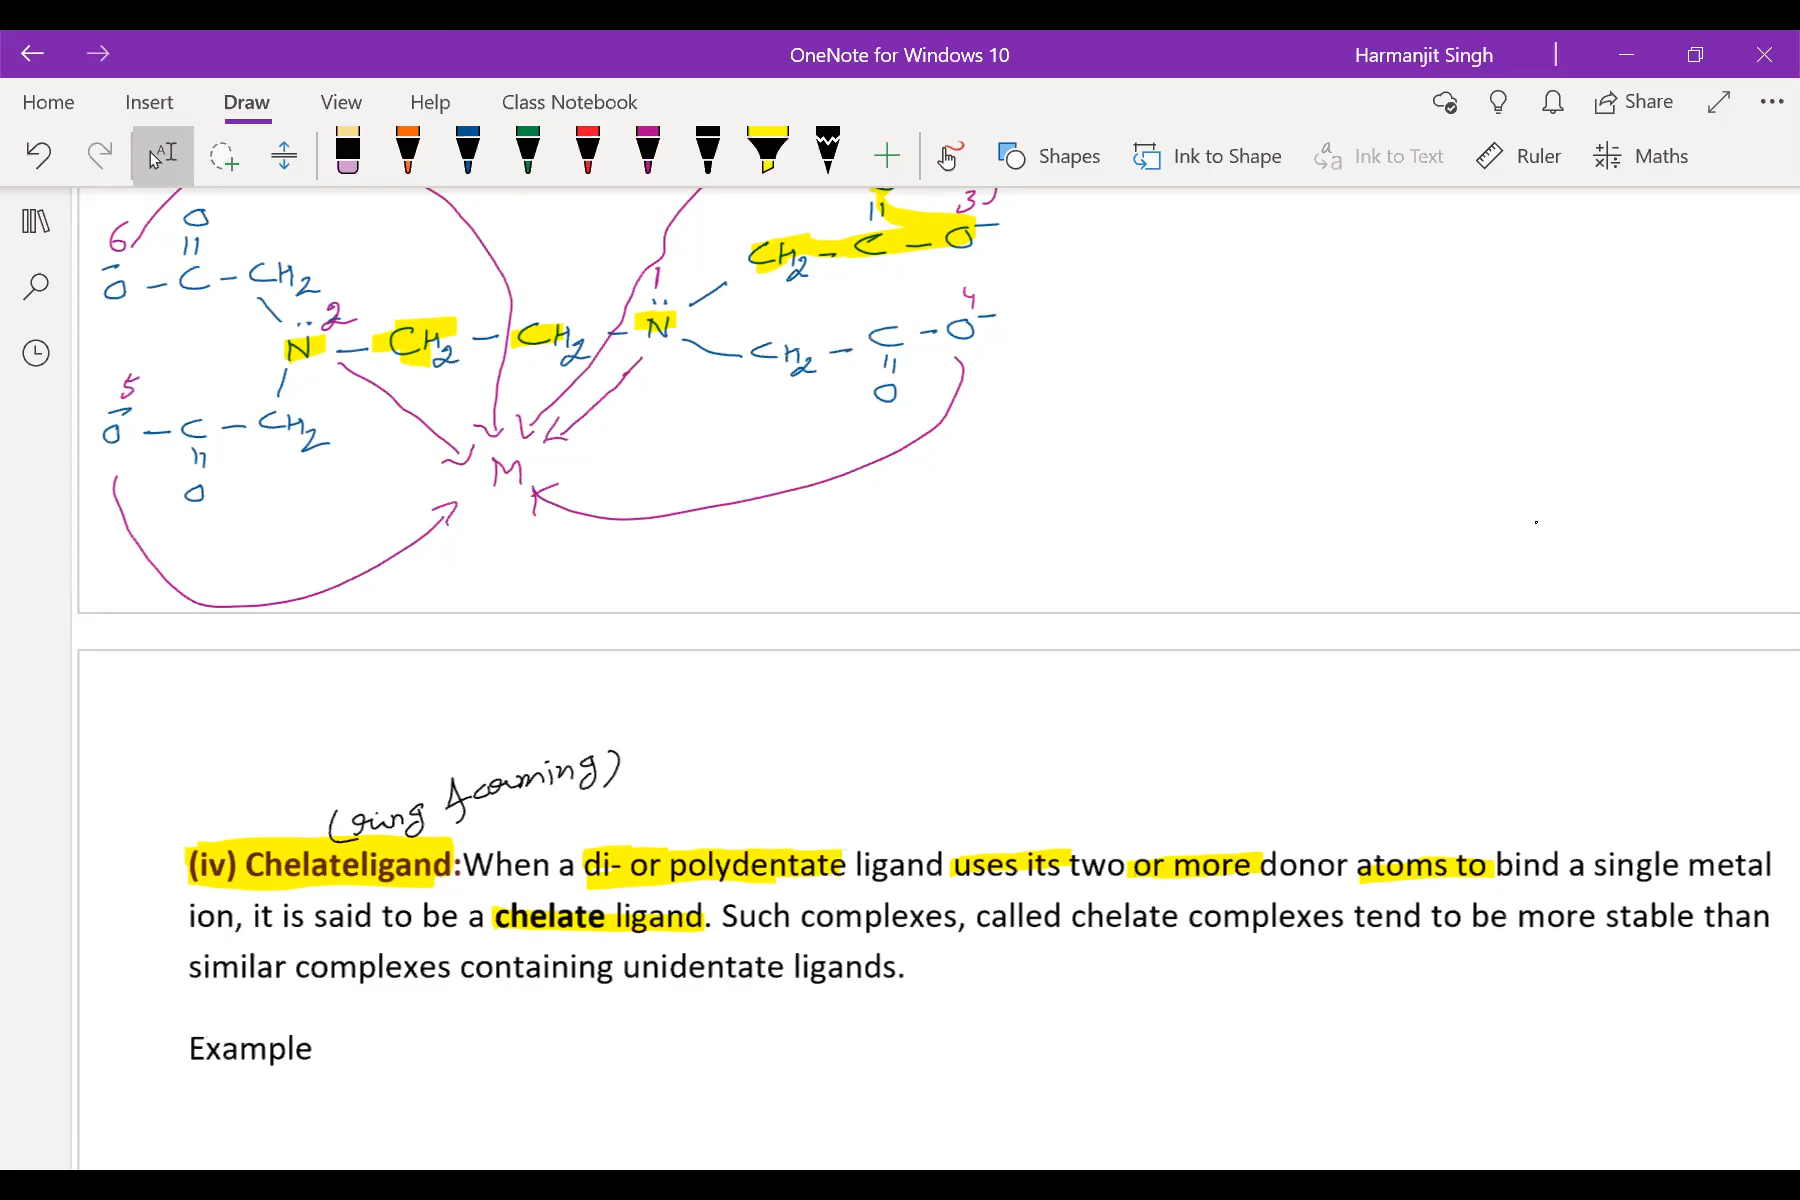 OneNote for Windows 10
Harmanjit Singh
Home Insert Draw View Help Class Notebook Share
Shapes Ink to Shape Ink to Text Ruler Maths
6 O 3
|| ||
O⁻ – C – CH2 CH2 – C – O⁻
2 1 4
N – CH2 – CH2 – N
CH2 – C – O⁻
||
O
5
O⁻ – C – CH2
||
O
M
(ring forming)
(iv) Chelateligand:When a di- or polydentate ligand uses its two or more donor atoms to bind a single metal
ion, it is said to be a chelate ligand. Such complexes, called chelate complexes tend to be more stable than
similar complexes containing unidentate ligands.
Example